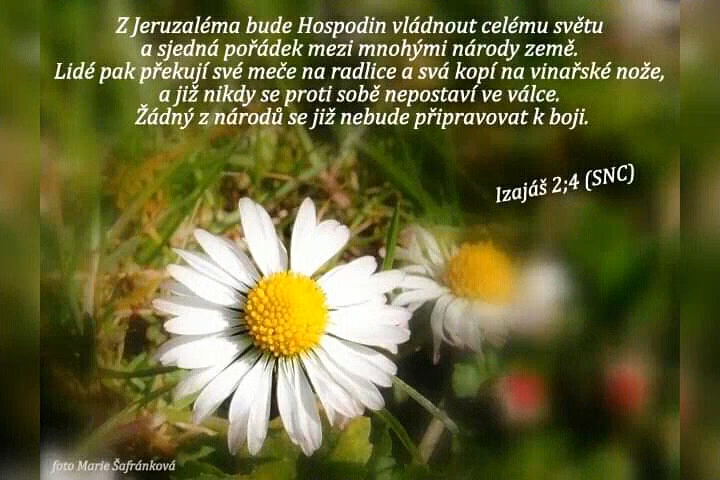 Z Jeruzaléma bude Hospodin vládnout celému světu
a sjedná pořádek mezi mnohými národy země.
Lidé pak překují své meče na radlice a svá kopí na vinařské nože,
a již nikdy se proti sobě nepostaví ve válce.
Žádný z národů se již nebude připravovat k boji.
Izajáš 2;4 (SNC)
foto Marie Šafránková